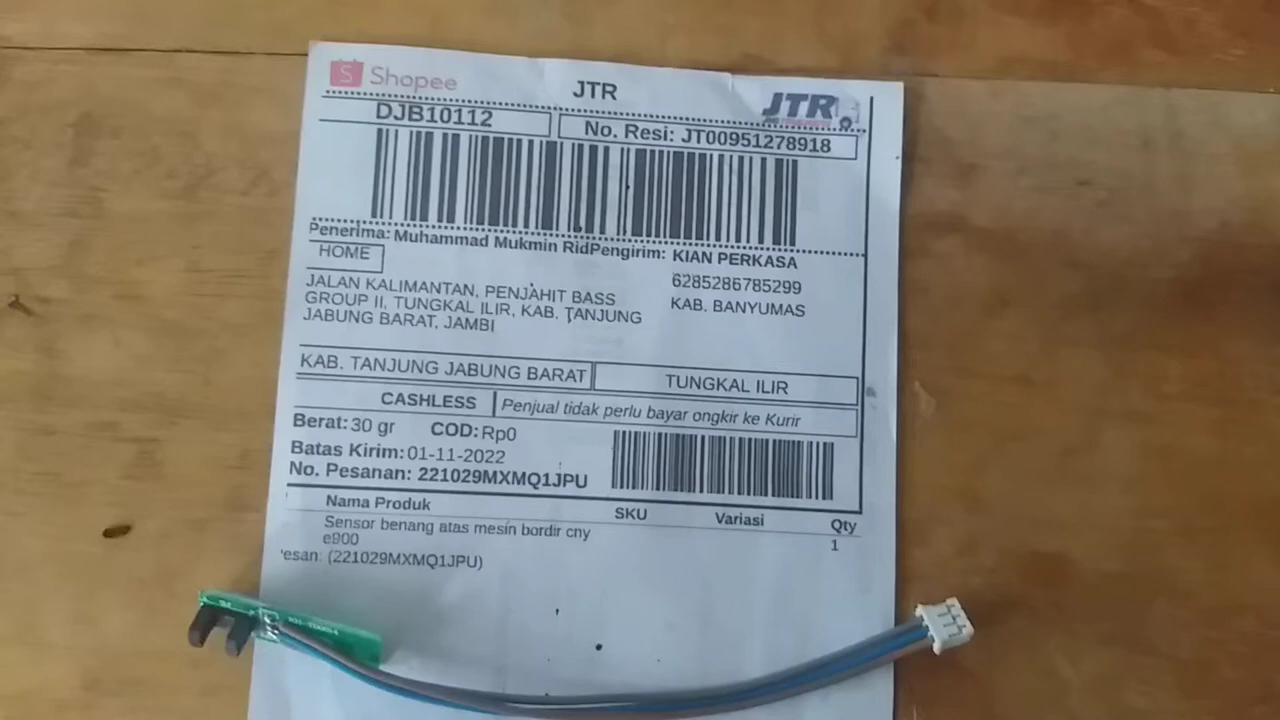 Shopee
JTR
JTR
DJB10112
No. Resi: JT00951278918
Penerima: Muhammad Mukmin Rid
Pengirim: KIAN PERKASA
HOME
6285286785299
JALAN KALIMANTAN, PENJAHIT BASS
KAB. BANYUMAS
GROUP II, TUNGKAL ILIR, KAB. TANJUNG
JABUNG BARAT, JAMBI
KAB. TANJUNG JABUNG BARAT
TUNGKAL ILIR
CASHLESS
Penjual tidak perlu bayar ongkir ke Kurir
Berat: 30 gr
COD: Rp0
Batas Kirim: 01-11-2022
No. Pesanan: 221029MXMQ1JPU
Nama Produk
SKU
Variasi
Qty
Sensor benang atas mesin bordir cny
1
e900
esan: (221029MXMQ1JPU)